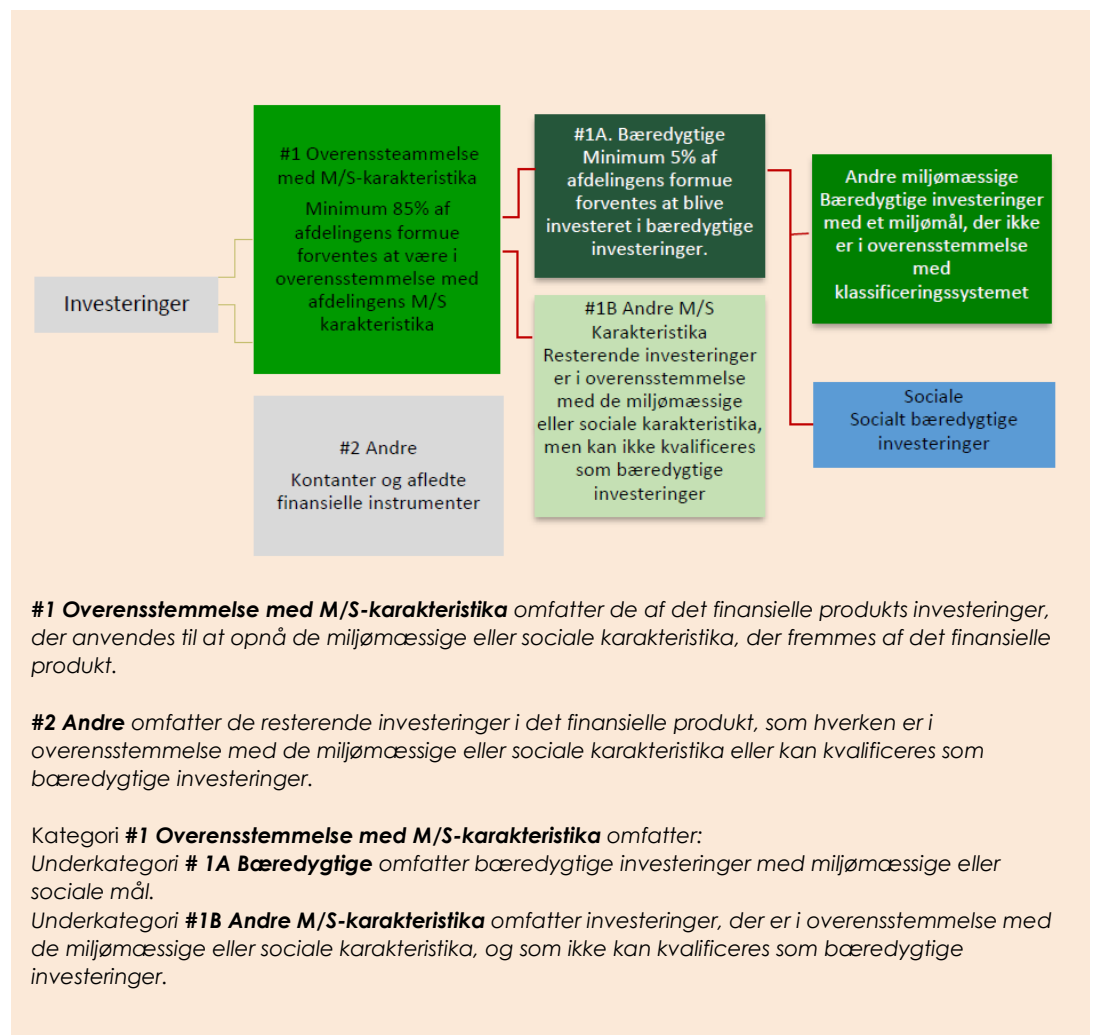 Investeringer
#1 Overenssteammelse
med M/S-karakteristika
Minimum 85% af
afdelingens formue
forventes at være i
overensstemmelse med
afdelingens M/S
karakteristika
#2 Andre
Kontanter og afledte
finansielle instrumenter
#1A. Bæredygtige
Minimum 5% af
afdelingens formue
forventes at blive
investeret i bæredygtige
investeringer.
#1B Andre M/S
Karakteristika
Resterende investeringer
er i overensstemmelse
med de miljømæssige
eller sociale karakteristika,
men kan ikke kvalificeres
som bæredygtige
investeringer
Andre miljømæssige
Bæredygtige investeringer
med et miljømål, der ikke
er i overensstemmelse
med
klassificeringssystemet
Sociale
Socialt bæredygtige
investeringer
#1 Overensstemmelse med M/S-karakteristika omfatter de af det finansielle produkts investeringer,
der anvendes til at opnå de miljømæssige eller sociale karakteristika, der fremmes af det finansielle
produkt.
#2 Andre omfatter de resterende investeringer i det finansielle produkt, som hverken er i
overensstemmelse med de miljømæssige eller sociale karakteristika eller kan kvalificeres som
bæredygtige investeringer.
Kategori #1 Overensstemmelse med M/S-karakteristika omfatter:
Underkategori # 1A Bæredygtige omfatter bæredygtige investeringer med miljømæssige eller
sociale mål.
Underkategori #1B Andre M/S-karakteristika omfatter investeringer, der er i overensstemmelse med
de miljømæssige eller sociale karakteristika, og som ikke kan kvalificeres som bæredygtige
investeringer.